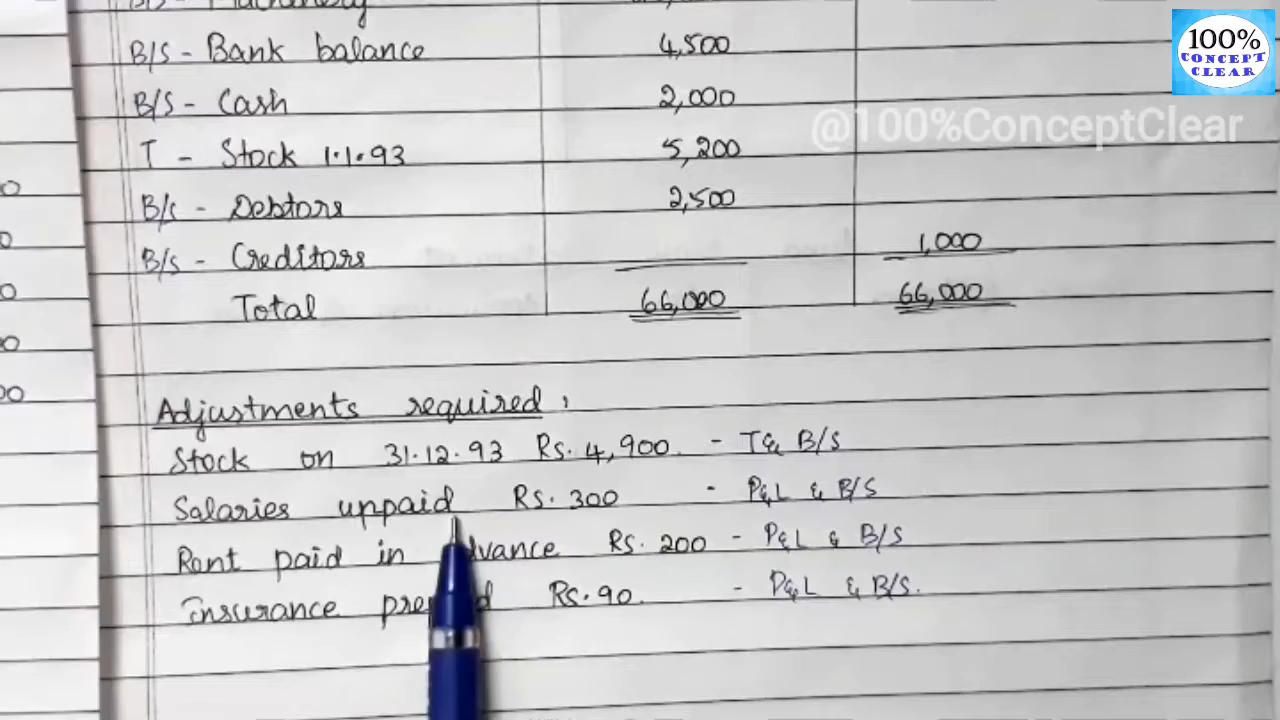 B/S - Machinery
B/S - Bank balance 4,500
B/S - Cash 2,000
T - Stock 1.1.93 5,200
B/S - Debtors 2,500
B/S - Creditors 1,000
Total 66,000 66,000
Adjustments required:
Stock on 31.12.93 Rs. 4,900. - T& B/S
Salaries unpaid Rs. 300 - P&L & B/S
Rent paid in advance Rs. 200 - P&L & B/S
Insurance Rs. 90. - P&L & B/S.
100%
CONCEPT
CLEAR
@100%ConceptClear